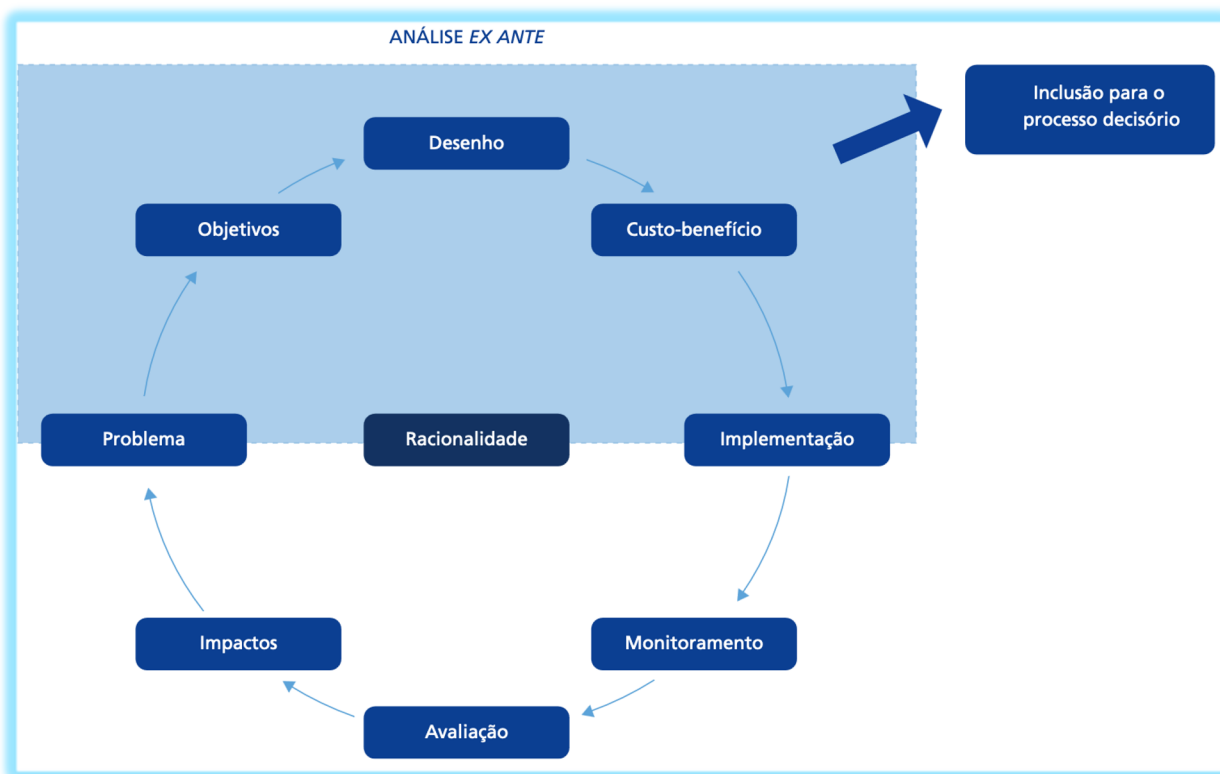 ANÁLISE EX ANTE
Inclusão para o
processo decisório
Desenho
Objetivos
Custo-benefício
Problema
Racionalidade
Implementação
Impactos
Monitoramento
Avaliação